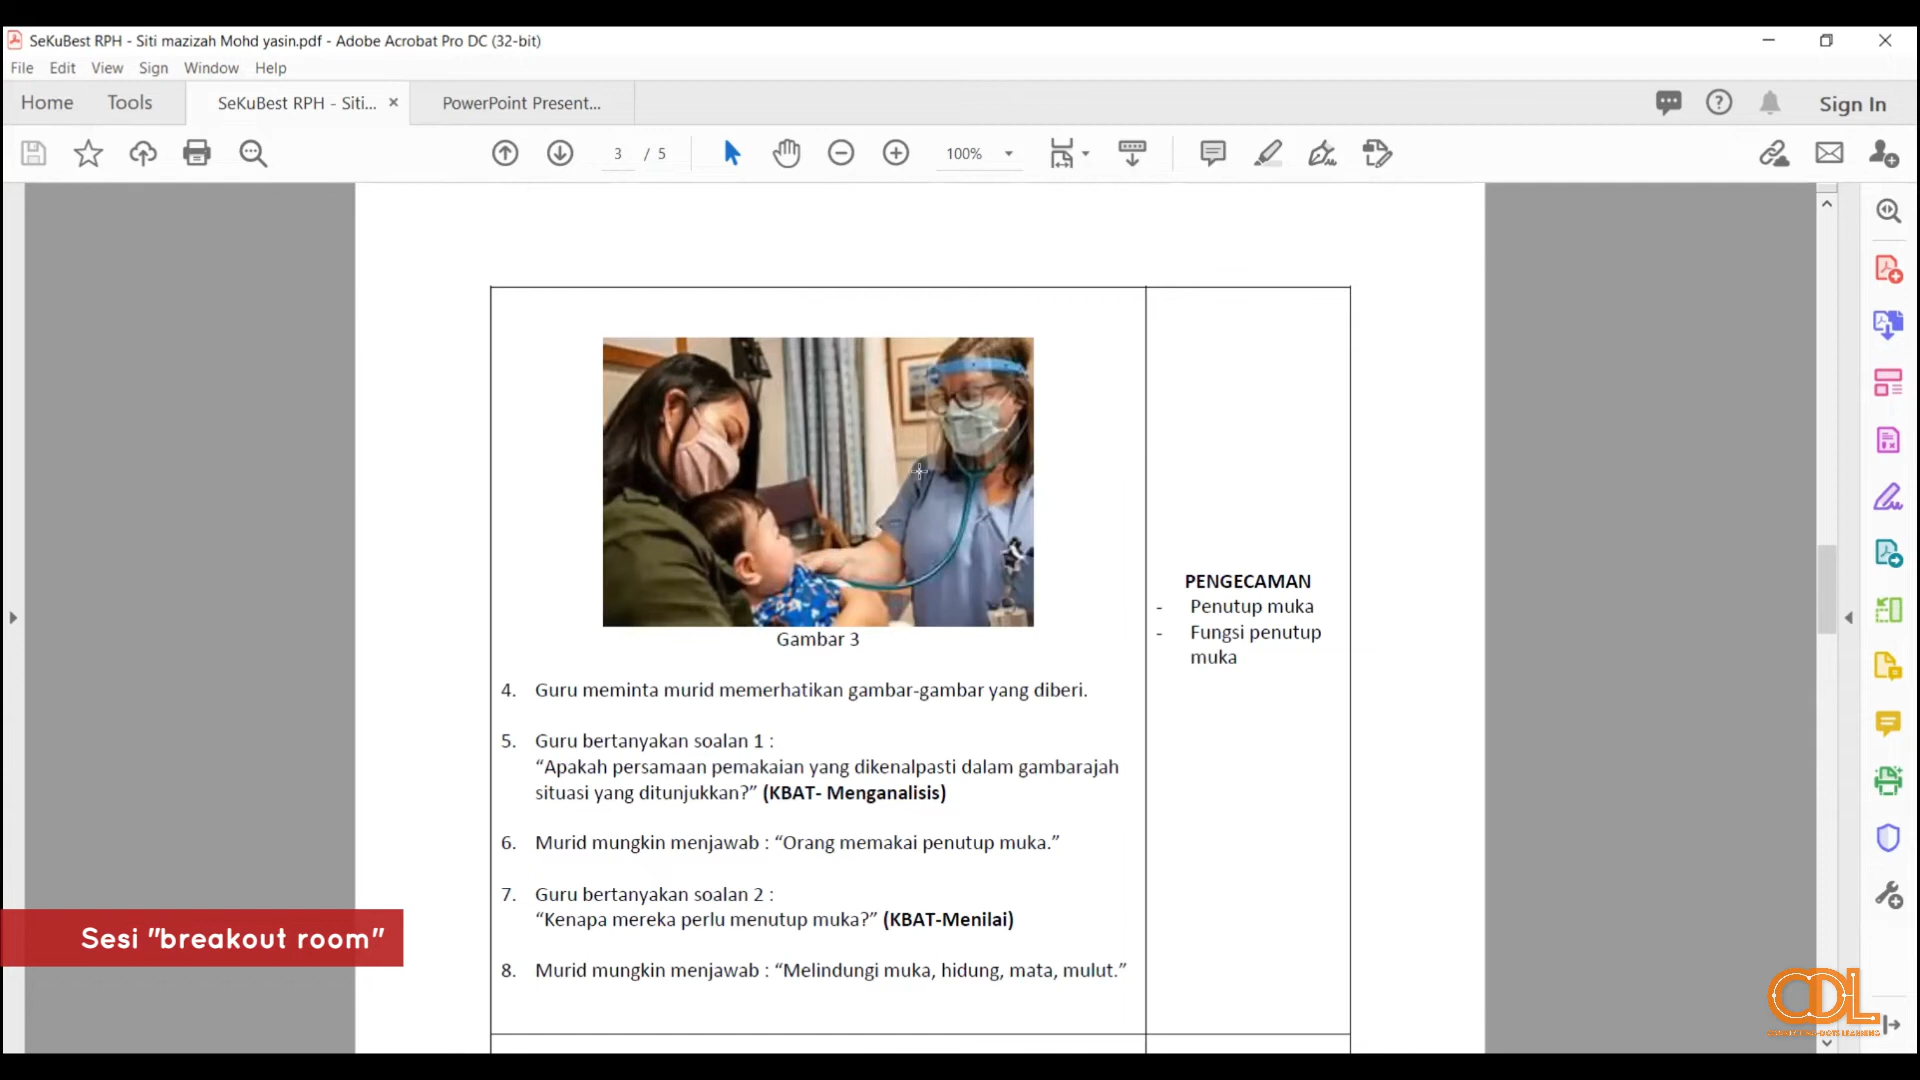 SeKuBest RPH - Siti mazizah Mohd yasin.pdf - Adobe Acrobat Pro DC (32-bit)
File Edit View Sign Window Help
Home Tools SeKuBest RPH - Siti... × PowerPoint Present... Sign In
3 / 5 100%
Gambar 3
PENGECAMAN
- Penutup muka
- Fungsi penutup
muka
4. Guru meminta murid memerhatikan gambar-gambar yang diberi.
5. Guru bertanyakan soalan 1 :
“Apakah persamaan pemakaian yang dikenalpasti dalam gambarajah
situasi yang ditunjukkan?” (KBAT- Menganalisis)
6. Murid mungkin menjawab : “Orang memakai penutup muka.”
7. Guru bertanyakan soalan 2 :
“Kenapa mereka perlu menutup muka?” (KBAT-Menilai)
8. Murid mungkin menjawab : “Melindungi muka, hidung, mata, mulut.”
Sesi "breakout room"
CDL